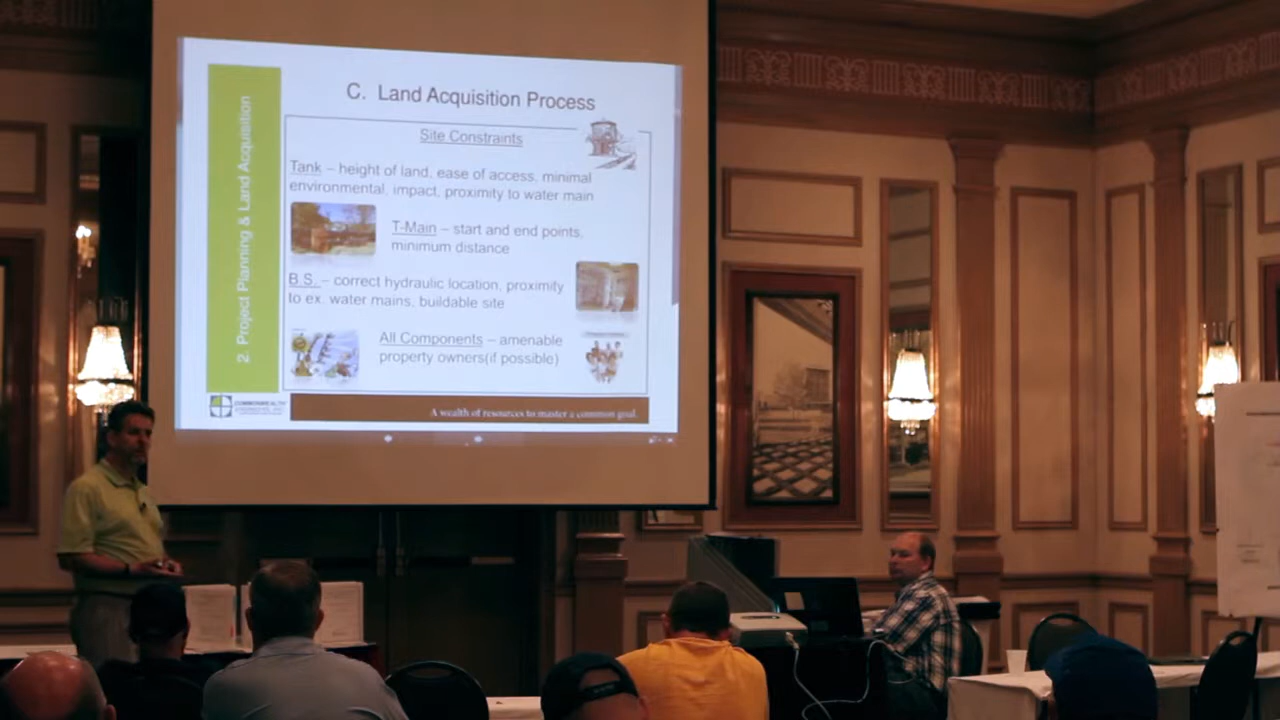 C. Land Acquisition Process
2. Project Planning & Land Acquisition
Site Constraints
Tank – height of land, ease of access, minimal
environmental, impact, proximity to water main
T-Main – start and end points,
minimum distance
B.S. – correct hydraulic location, proximity
to ex. water mains, buildable site
All Components – amenable
property owners(if possible)
COMMONWEALTH
A wealth of resources to master a common goal.